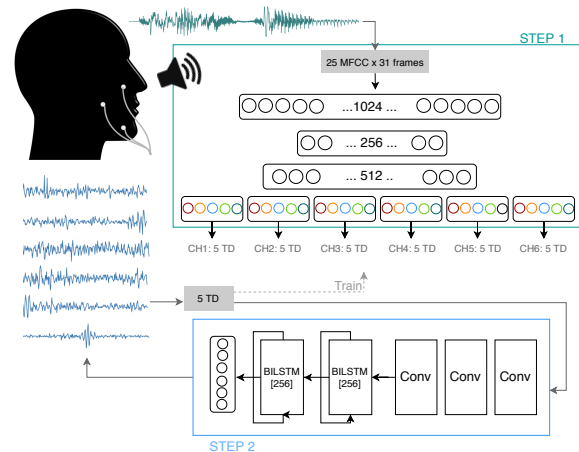 STEP 1
25 MFCC x 31 frames
...1024 ...
... 256 ...
... 512 ..
CH1: 5 TD CH2: 5 TD CH3: 5 TD CH4: 5 TD CH5: 5 TD CH6: 5 TD
Train
5 TD
BILSTM
[256]
BILSTM
[256]
Conv Conv Conv
STEP 2